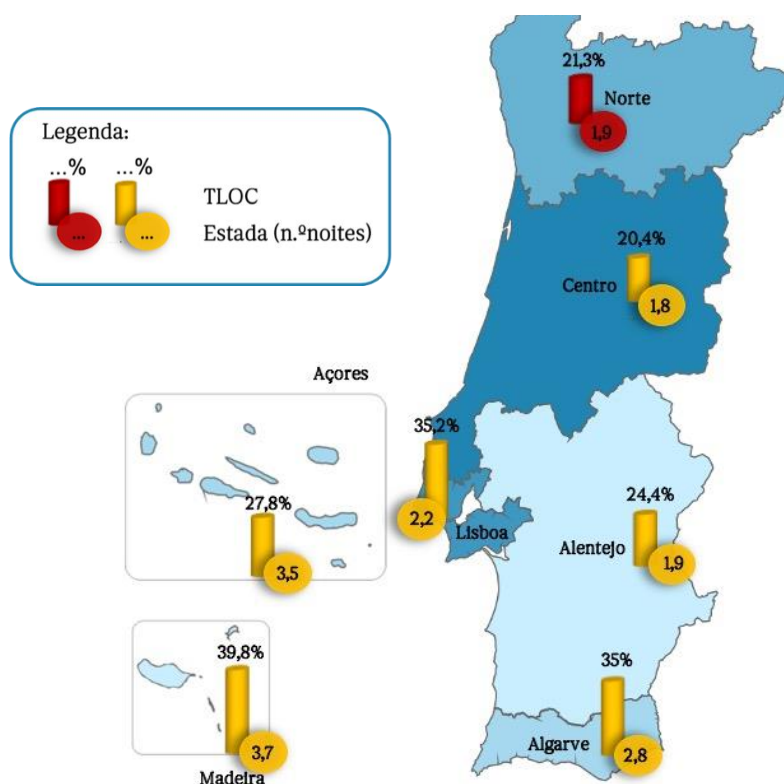 21,3%
Norte
1,9
Legenda:
...% ...%
... ...
TLOC
Estada (n.ºnoites)
20,4%
Centro
1,8
Açores
35,2%
2,2
Lisboa
27,8%
3,5
24,4%
Alentejo
1,9
39,8%
3,7
Madeira
35%
Algarve
2,8